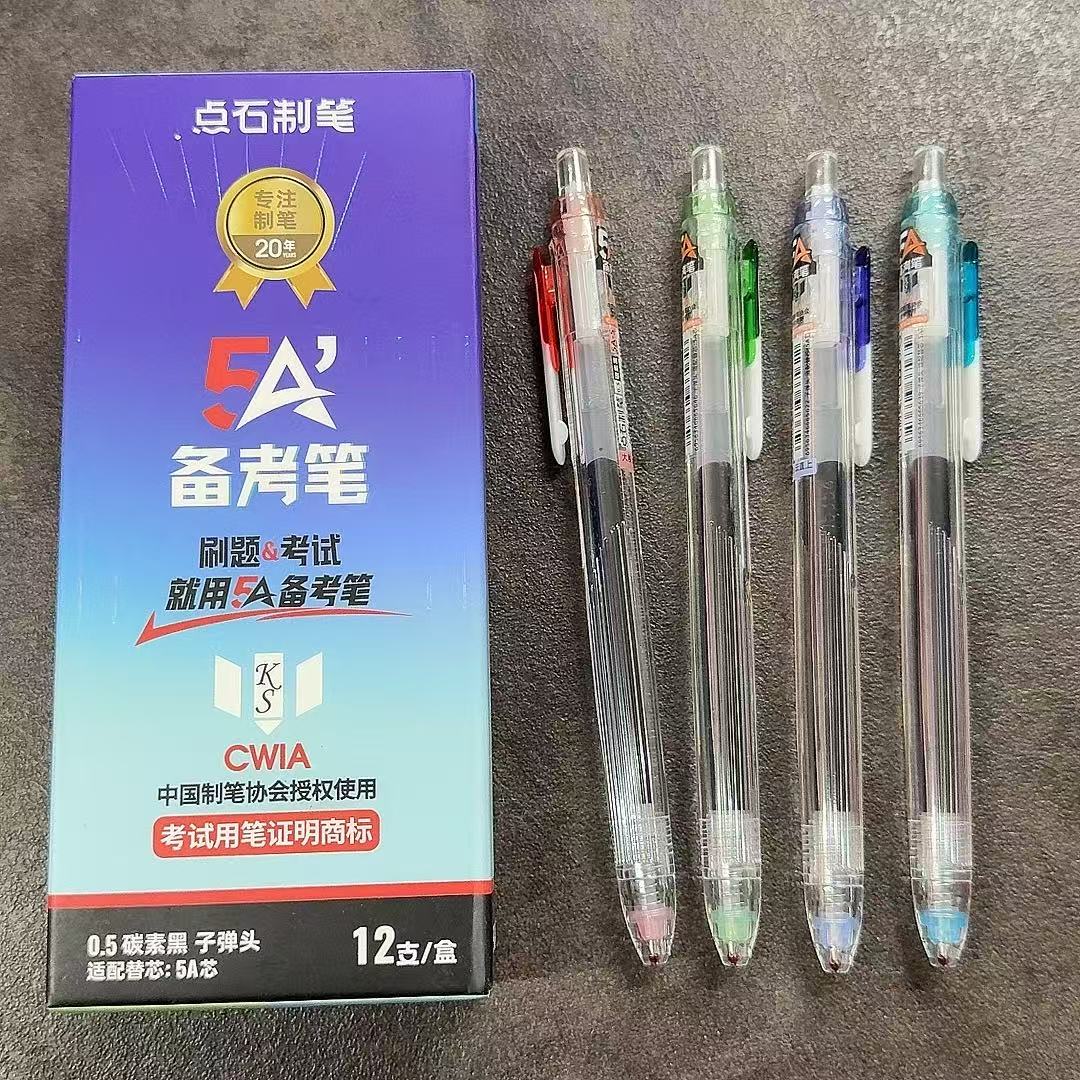 点石制笔
专注
制笔
20年
YEARS
5A'
备考笔
刷题&考试
就用5A备考笔
KS
CWIA
中国制笔协会授权使用
考试用笔证明商标
0.5 碳素黑 子弹头
适配替芯: 5A芯
12支/盒